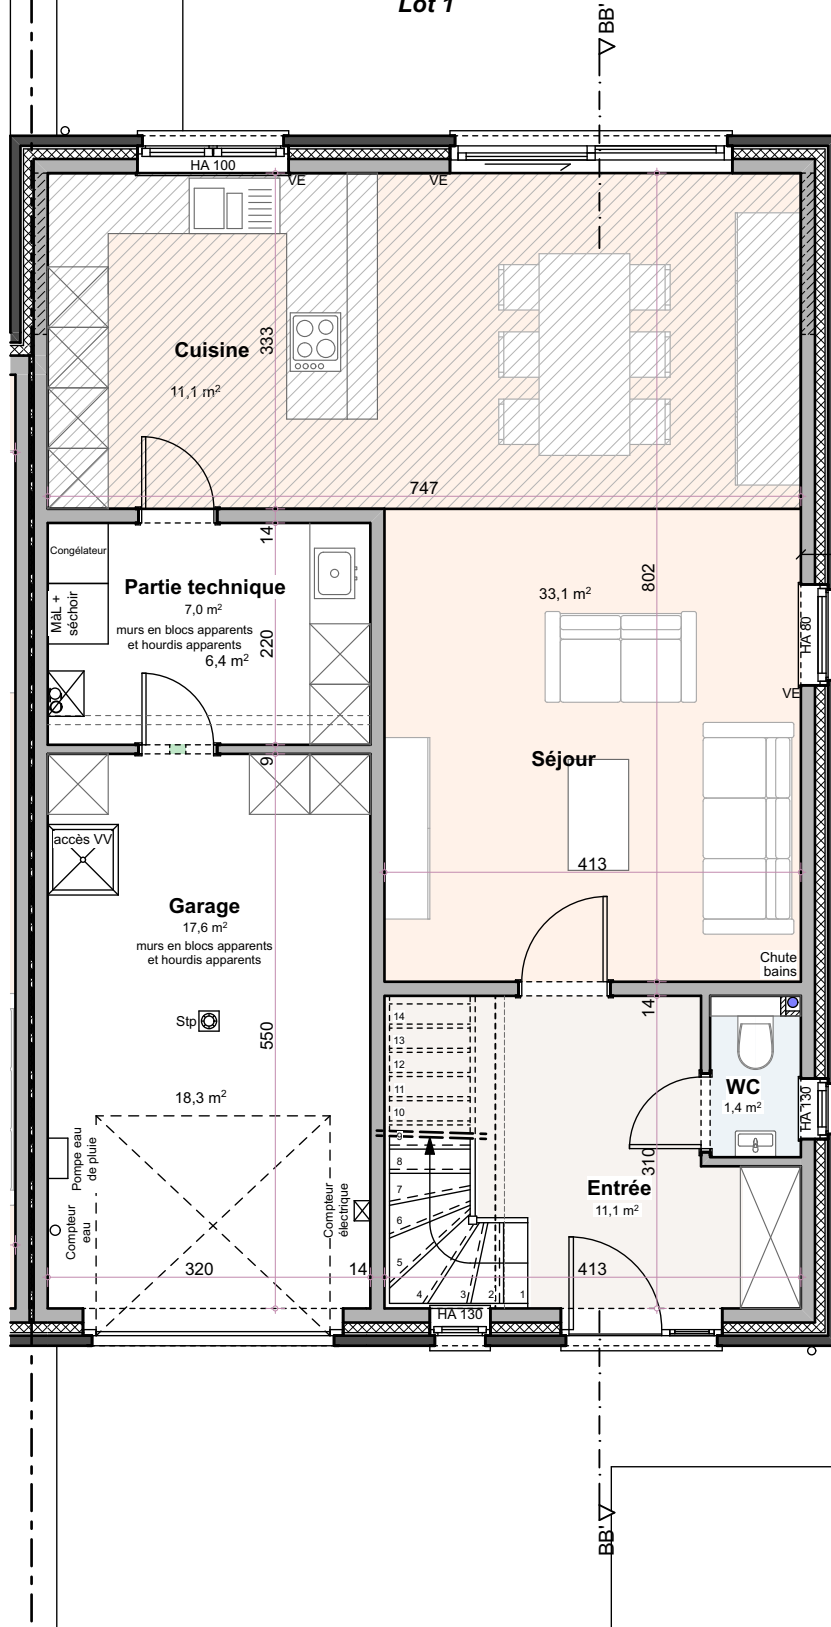 Lot 1
BB'
HA 100
VE
VE
Cuisine
333
11,1 m²
747
14
Congélateur
Partie technique
7,0 m²
MàL +
séchoir
murs en blocs apparents
et hourdis apparents
6,4 m²
220
33,1 m²
802
HA 80
VE
Séjour
9
accès VV
413
Garage
17,6 m²
murs en blocs apparents
et hourdis apparents
Chute
bains
Stp
550
14
14
13
12
11
10
9
8
7
6
5
4
3
2
1
18,3 m²
WC
1,4 m²
HA 130
Pompe eau
de pluie
Compteur
eau
Compteur
électrique
310
Entrée
11,1 m²
320
14
413
HA 130
BB'